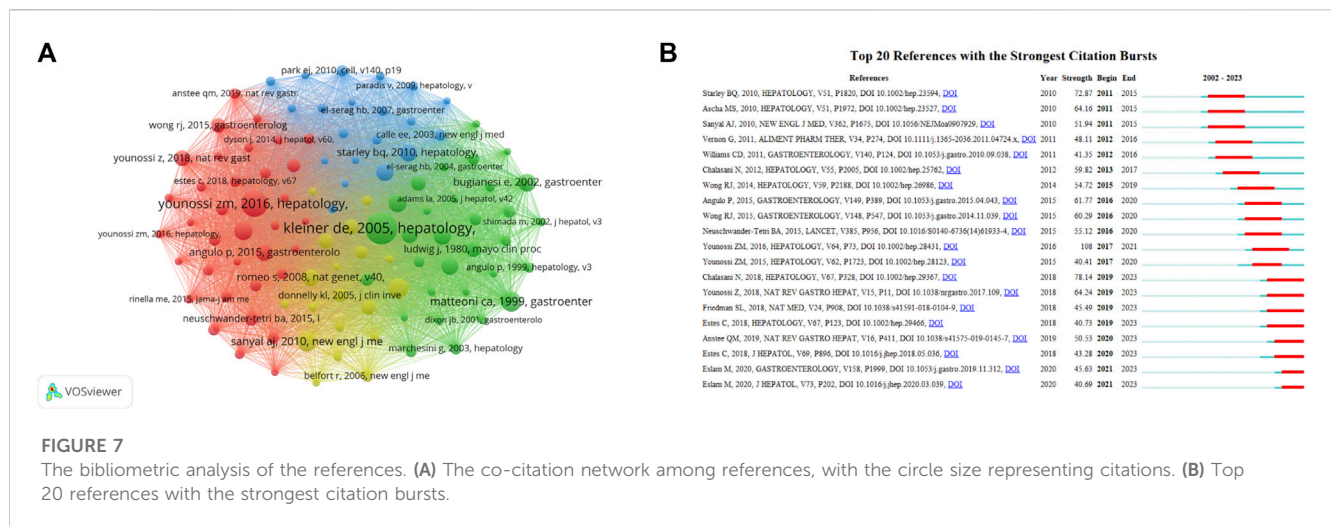 A
park ej, 2010, cell, v140, p19
anstee qm, 2019, nat rev gastr
paradis v, 2009, hepatology, v
el-serag hb, 2007, gastroenter
wong rj, 2015, gastroenterolog
calle ee, 2003, new engl j med
dyson j, 2014, j hepatol, v60,
starley bq, 2010, hepatology,
younossi z, 2018, nat rev gast
el-serag hb, 2004, gastroenter
estes c, 2018, hepatology, v67
bugianesi e, 2002, gastroenter
adams la, 2005, j hepatol, v42
younossi zm, 2016, hepatology,
shimada m, 2002, j hepatol, v3
kleiner de, 2005, hepatology,
younossi zm, 2016, hepatology,
ludwig j, 1980, mayo clin proc
angulo p, 2015, gastroenterolo
angulo p, 1999, hepatology, v3
romeo s, 2008, nat genet, v40,
donnelly kl, 2005, j clin inve
matteoni ca, 1999, gastroenter
rinella me, 2015, jama-j am me
neuschwander-tetri ba, 2015, l
dixon jb, 2001, gastroenterolo
sanyal aj, 2010, new engl j me
marchesini g, 2003, hepatology
belfort r, 2006, new engl j me
VOSviewer
B
Top 20 References with the Strongest Citation Bursts
References Year Strength Begin End 2002 - 2023
Starley BQ, 2010, HEPATOLOGY, V51, P1820, DOI 10.1002/hep.23594, DOI 2010 72.87 2011 2015
Ascha MS, 2010, HEPATOLOGY, V51, P1972, DOI 10.1002/hep.23527, DOI 2010 64.16 2011 2015
Sanyal AJ, 2010, NEW ENGL J MED, V362, P1675, DOI 10.1056/NEJMoa0907929, DOI 2010 51.94 2011 2015
Vernon G, 2011, ALIMENT PHARM THER, V34, P274, DOI 10.1111/j.1365-2036.2011.04724.x, DOI 2011 48.11 2012 2016
Williams CD, 2011, GASTROENTEROLOGY, V140, P124, DOI 10.1053/j.gastro.2010.09.038, DOI 2011 41.35 2012 2016
Chalasani N, 2012, HEPATOLOGY, V55, P2005, DOI 10.1002/hep.25762, DOI 2012 59.82 2013 2017
Wong RJ, 2014, HEPATOLOGY, V59, P2188, DOI 10.1002/hep.26986, DOI 2014 54.72 2015 2019
Angulo P, 2015, GASTROENTEROLOGY, V149, P389, DOI 10.1053/j.gastro.2015.04.043, DOI 2015 61.77 2016 2020
Wong RJ, 2015, GASTROENTEROLOGY, V148, P547, DOI 10.1053/j.gastro.2014.11.039, DOI 2015 60.29 2016 2020
Neuschwander-Tetri BA, 2015, LANCET, V385, P956, DOI 10.1016/S0140-6736(14)61933-4, DOI 2015 55.12 2016 2020
Younossi ZM, 2016, HEPATOLOGY, V64, P73, DOI 10.1002/hep.28431, DOI 2016 108 2017 2021
Younossi ZM, 2015, HEPATOLOGY, V62, P1723, DOI 10.1002/hep.28123, DOI 2015 40.41 2017 2020
Chalasani N, 2018, HEPATOLOGY, V67, P328, DOI 10.1002/hep.29367, DOI 2018 78.14 2019 2023
Younossi Z, 2018, NAT REV GASTRO HEPAT, V15, P11, DOI 10.1038/nrgastro.2017.109, DOI 2018 64.24 2019 2023
Friedman SL, 2018, NAT MED, V24, P908, DOI 10.1038/s41591-018-0104-9, DOI 2018 45.49 2019 2023
Estes C, 2018, HEPATOLOGY, V67, P123, DOI 10.1002/hep.29466, DOI 2018 40.73 2019 2023
Anstee QM, 2019, NAT REV GASTRO HEPAT, V16, P411, DOI 10.1038/s41575-019-0145-7, DOI 2019 50.53 2020 2023
Estes C, 2018, J HEPATOL, V69, P896, DOI 10.1016/j.jhep.2018.05.036, DOI 2018 43.28 2020 2023
Eslam M, 2020, GASTROENTEROLOGY, V158, P1999, DOI 10.1053/j.gastro.2019.11.312, DOI 2020 45.63 2021 2023
Eslam M, 2020, J HEPATOL, V73, P202, DOI 10.1016/j.jhep.2020.03.039, DOI 2020 40.69 2021 2023
FIGURE 7
The bibliometric analysis of the references. (A) The co-citation network among references, with the circle size representing citations. (B) Top
20 references with the strongest citation bursts.